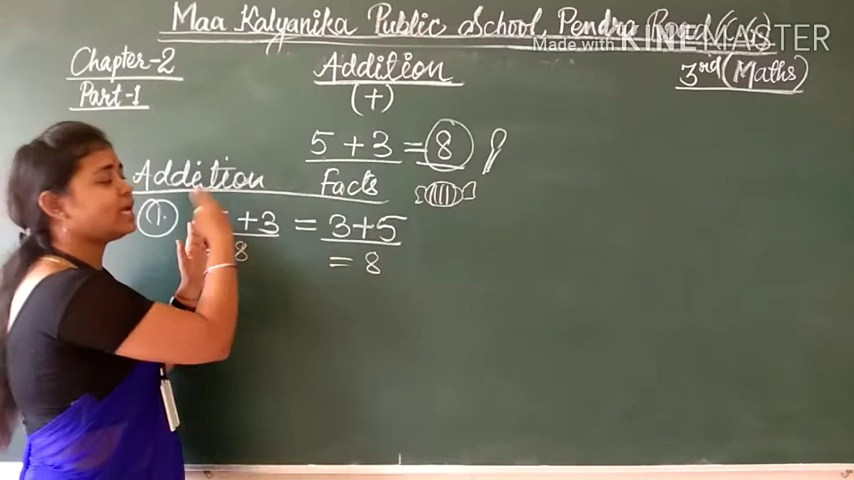 Maa Kalyanika Public School Pendra Road (C.G)
Made with KINEMASTER
Chapter-2
Part-1
Addition
(+)
3rd (Maths)
5 + 3 = 8
Addition Facts
1. + 3 = 3 + 5
8 = 8